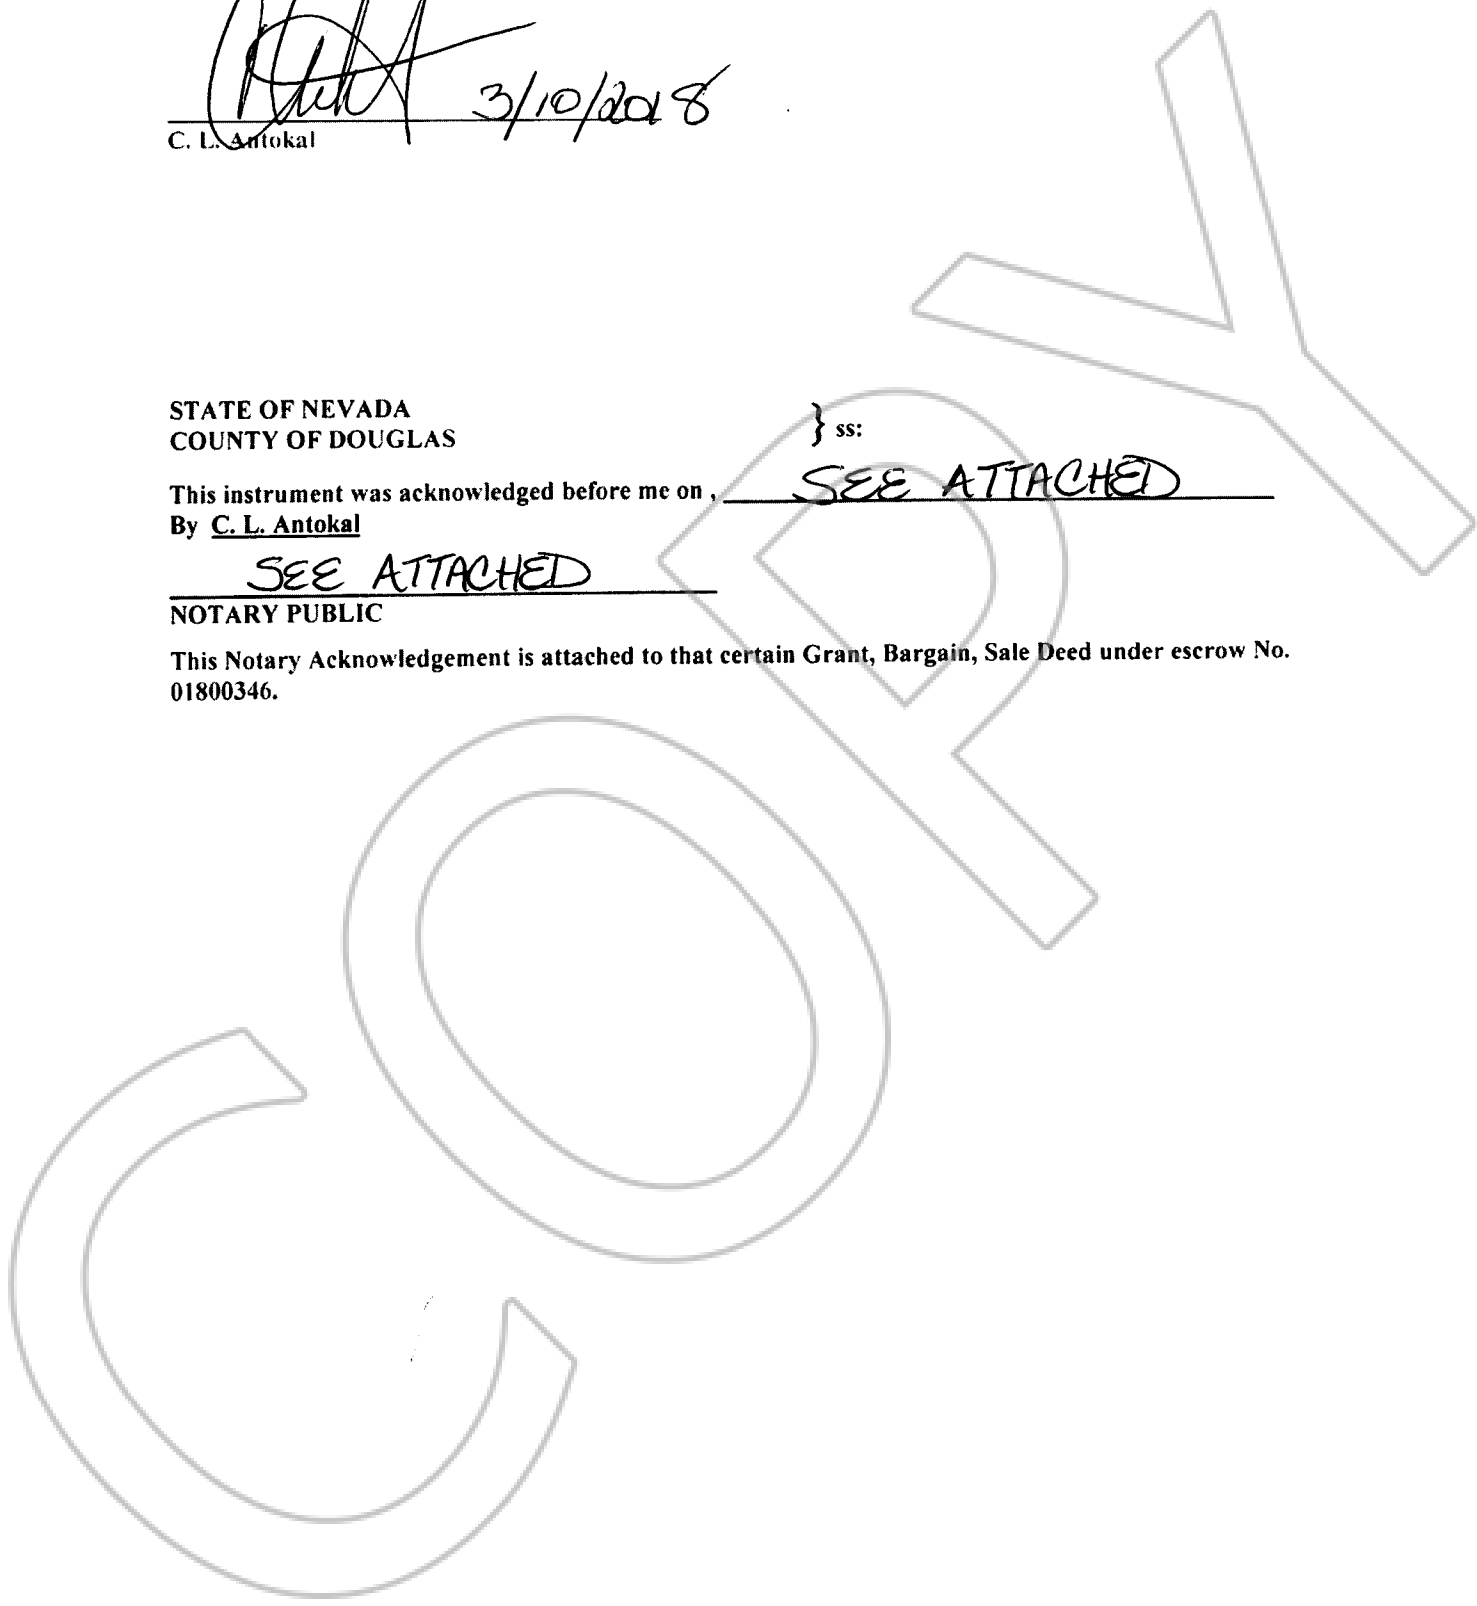 3/10/2018
C. L. Antokal
STATE OF NEVADA
COUNTY OF DOUGLAS
} ss:
This instrument was acknowledged before me on , SEE ATTACHED
By C. L. Antokal
SEE ATTACHED
NOTARY PUBLIC
This Notary Acknowledgement is attached to that certain Grant, Bargain, Sale Deed under escrow No.
01800346.
COPY